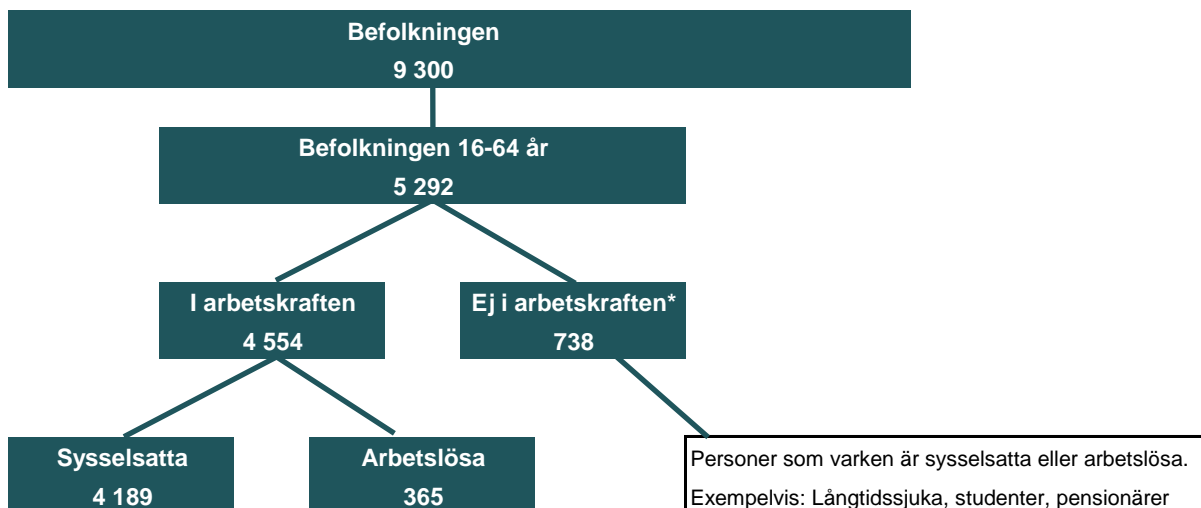 Befolkningen
9 300
Befolkningen 16-64 år
5 292
I arbetskraften
4 554
Ej i arbetskraften*
738
Sysselsatta
4 189
Arbetslösa
365
Personer som varken är sysselsatta eller arbetslösa.
Exempelvis: Långtidssjuka, studenter, pensionärer